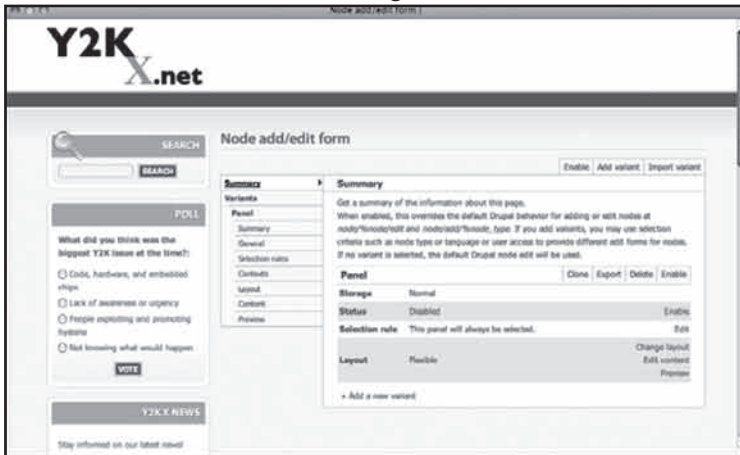 Node add/edit form |
Y2K
X.net
SEARCH
SEARCH
POLL
What did you think was the
biggest Y2K issue at the time?:
Code, hardware, and embedded
chips
Lack of awareness or urgency
People exploiting and promoting
hysteria
Not knowing what would happen
VOTE
Y2KX NEWS
Stay informed on our latest news!
Node add/edit form
Enable Add variant Import variant
Summary
Variants
Panel
Summary
General
Selection rules
Contexts
Layout
Content
Preview
Summary
Get a summary of the information about this page.
When enabled, this overrides the default Drupal behavior for adding or edit nodes at
node/%node/edit and node/add/%node_type. If you add variants, you may use selection
criteria such as node type or language or user access to provide different edit forms for nodes.
If no variant is selected, the default Drupal node edit will be used.
Panel Clone Export Delete Enable
Storage Normal
Status Disabled Enable
Selection rule This panel will always be selected. Edit
Change layout
Layout Flexible Edit content
Preview
+ Add a new variant